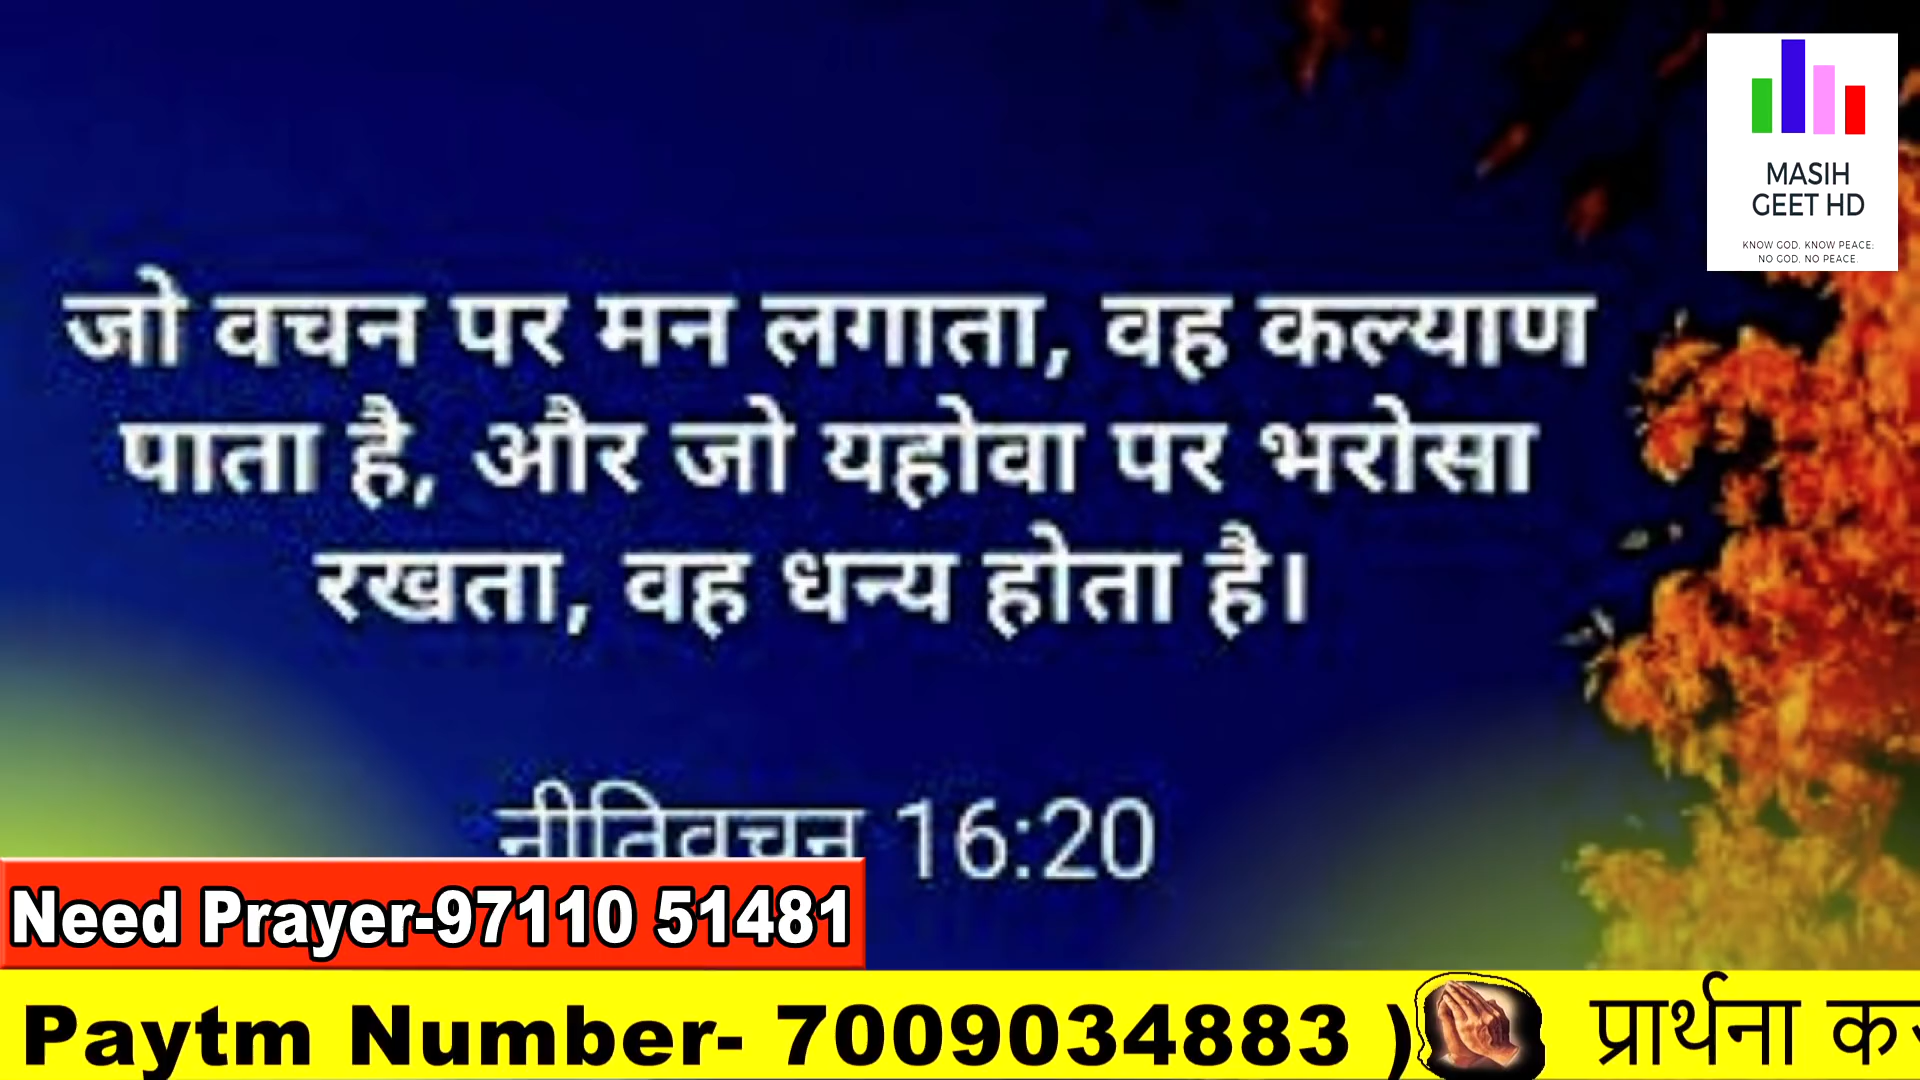 MASIH
GEET HD
KNOW GOD, KNOW PEACE;
NO GOD, NO PEACE.
जो वचन पर मन लगाता, वह कल्याण
पाता है, और जो यहोवा पर भरोसा
रखता, वह धन्य होता है।
नीतिवचन 16:20
Need Prayer-97110 51481
Paytm Number- 7009034883 ) प्रार्थना